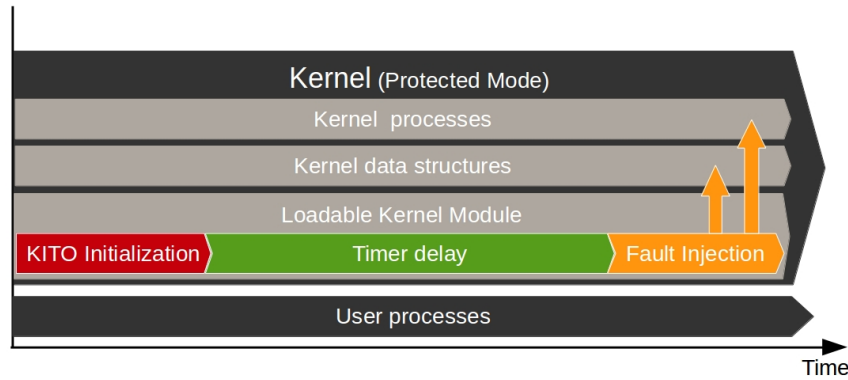 Kernel (Protected Mode)
Kernel processes
Kernel data structures
Loadable Kernel Module
KITO Initialization Timer delay Fault Injection
User processes
Time